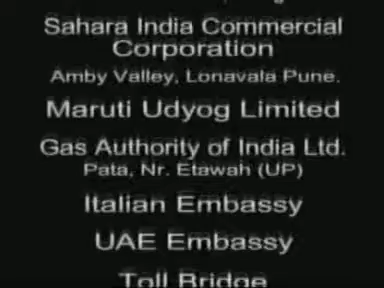 Sahara India Commercial
Corporation
Amby Valley, Lonavala Pune.
Maruti Udyog Limited
Gas Authority of India Ltd.
Pata, Nr. Etawah (UP)
Italian Embassy
UAE Embassy
Toll Bridge